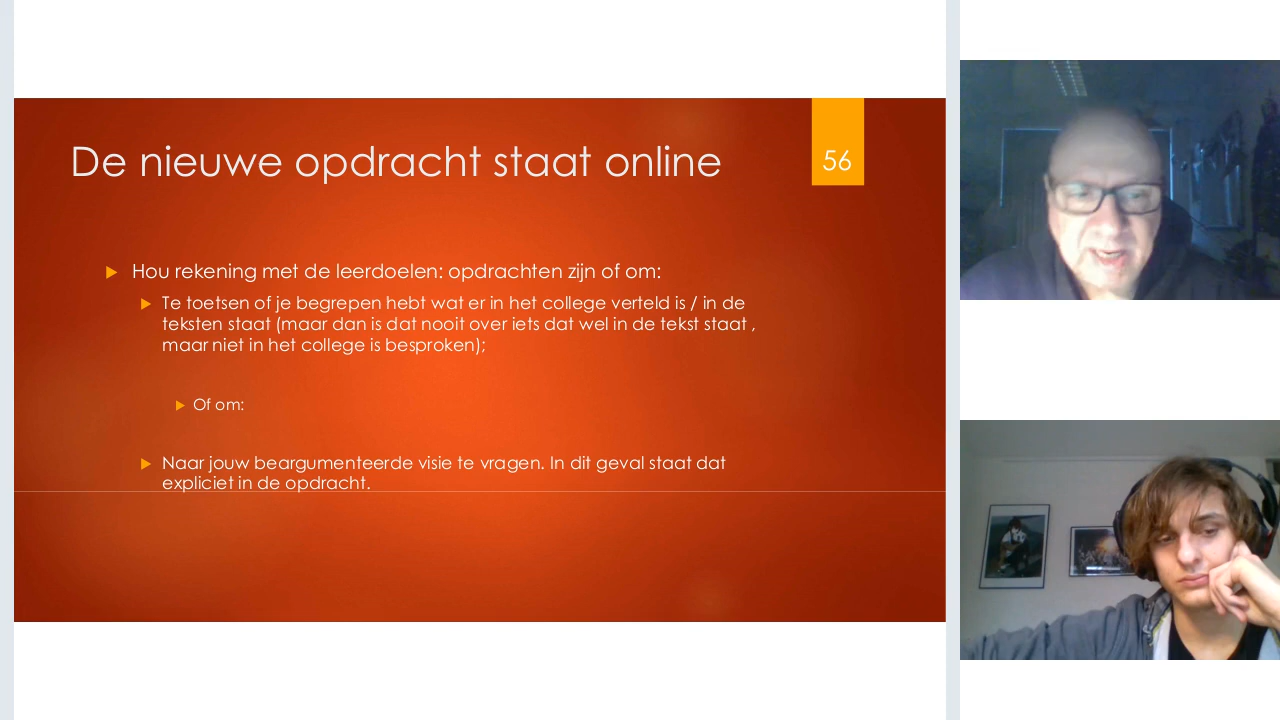 De nieuwe opdracht staat online
56
Hou rekening met de leerdoelen: opdrachten zijn of om:
Te toetsen of je begrepen hebt wat er in het college verteld is / in de
teksten staat (maar dan is dat nooit over iets dat wel in de tekst staat ,
maar niet in het college is besproken);
Of om:
Naar jouw beargumenteerde visie te vragen. In dit geval staat dat
expliciet in de opdracht.